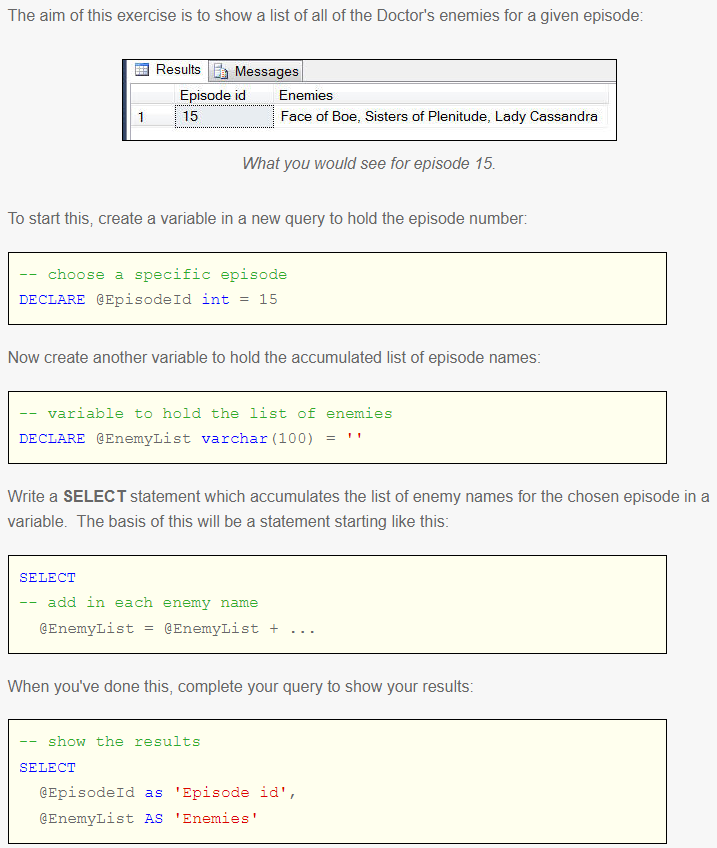 The aim of this exercise is to show a list of all of the Doctor's enemies for a given episode:
Results Messages
Episode id Enemies
1 15 Face of Boe, Sisters of Plenitude, Lady Cassandra
What you would see for episode 15.
To start this, create a variable in a new query to hold the episode number:
-- choose a specific episode
DECLARE @EpisodeId int = 15
Now create another variable to hold the accumulated list of episode names:
-- variable to hold the list of enemies
DECLARE @EnemyList varchar(100) = ''
Write a SELECT statement which accumulates the list of enemy names for the chosen episode in a
variable. The basis of this will be a statement starting like this:
SELECT
-- add in each enemy name
@EnemyList = @EnemyList + ...
When you've done this, complete your query to show your results:
-- show the results
SELECT
@EpisodeId as 'Episode id',
@EnemyList AS 'Enemies'